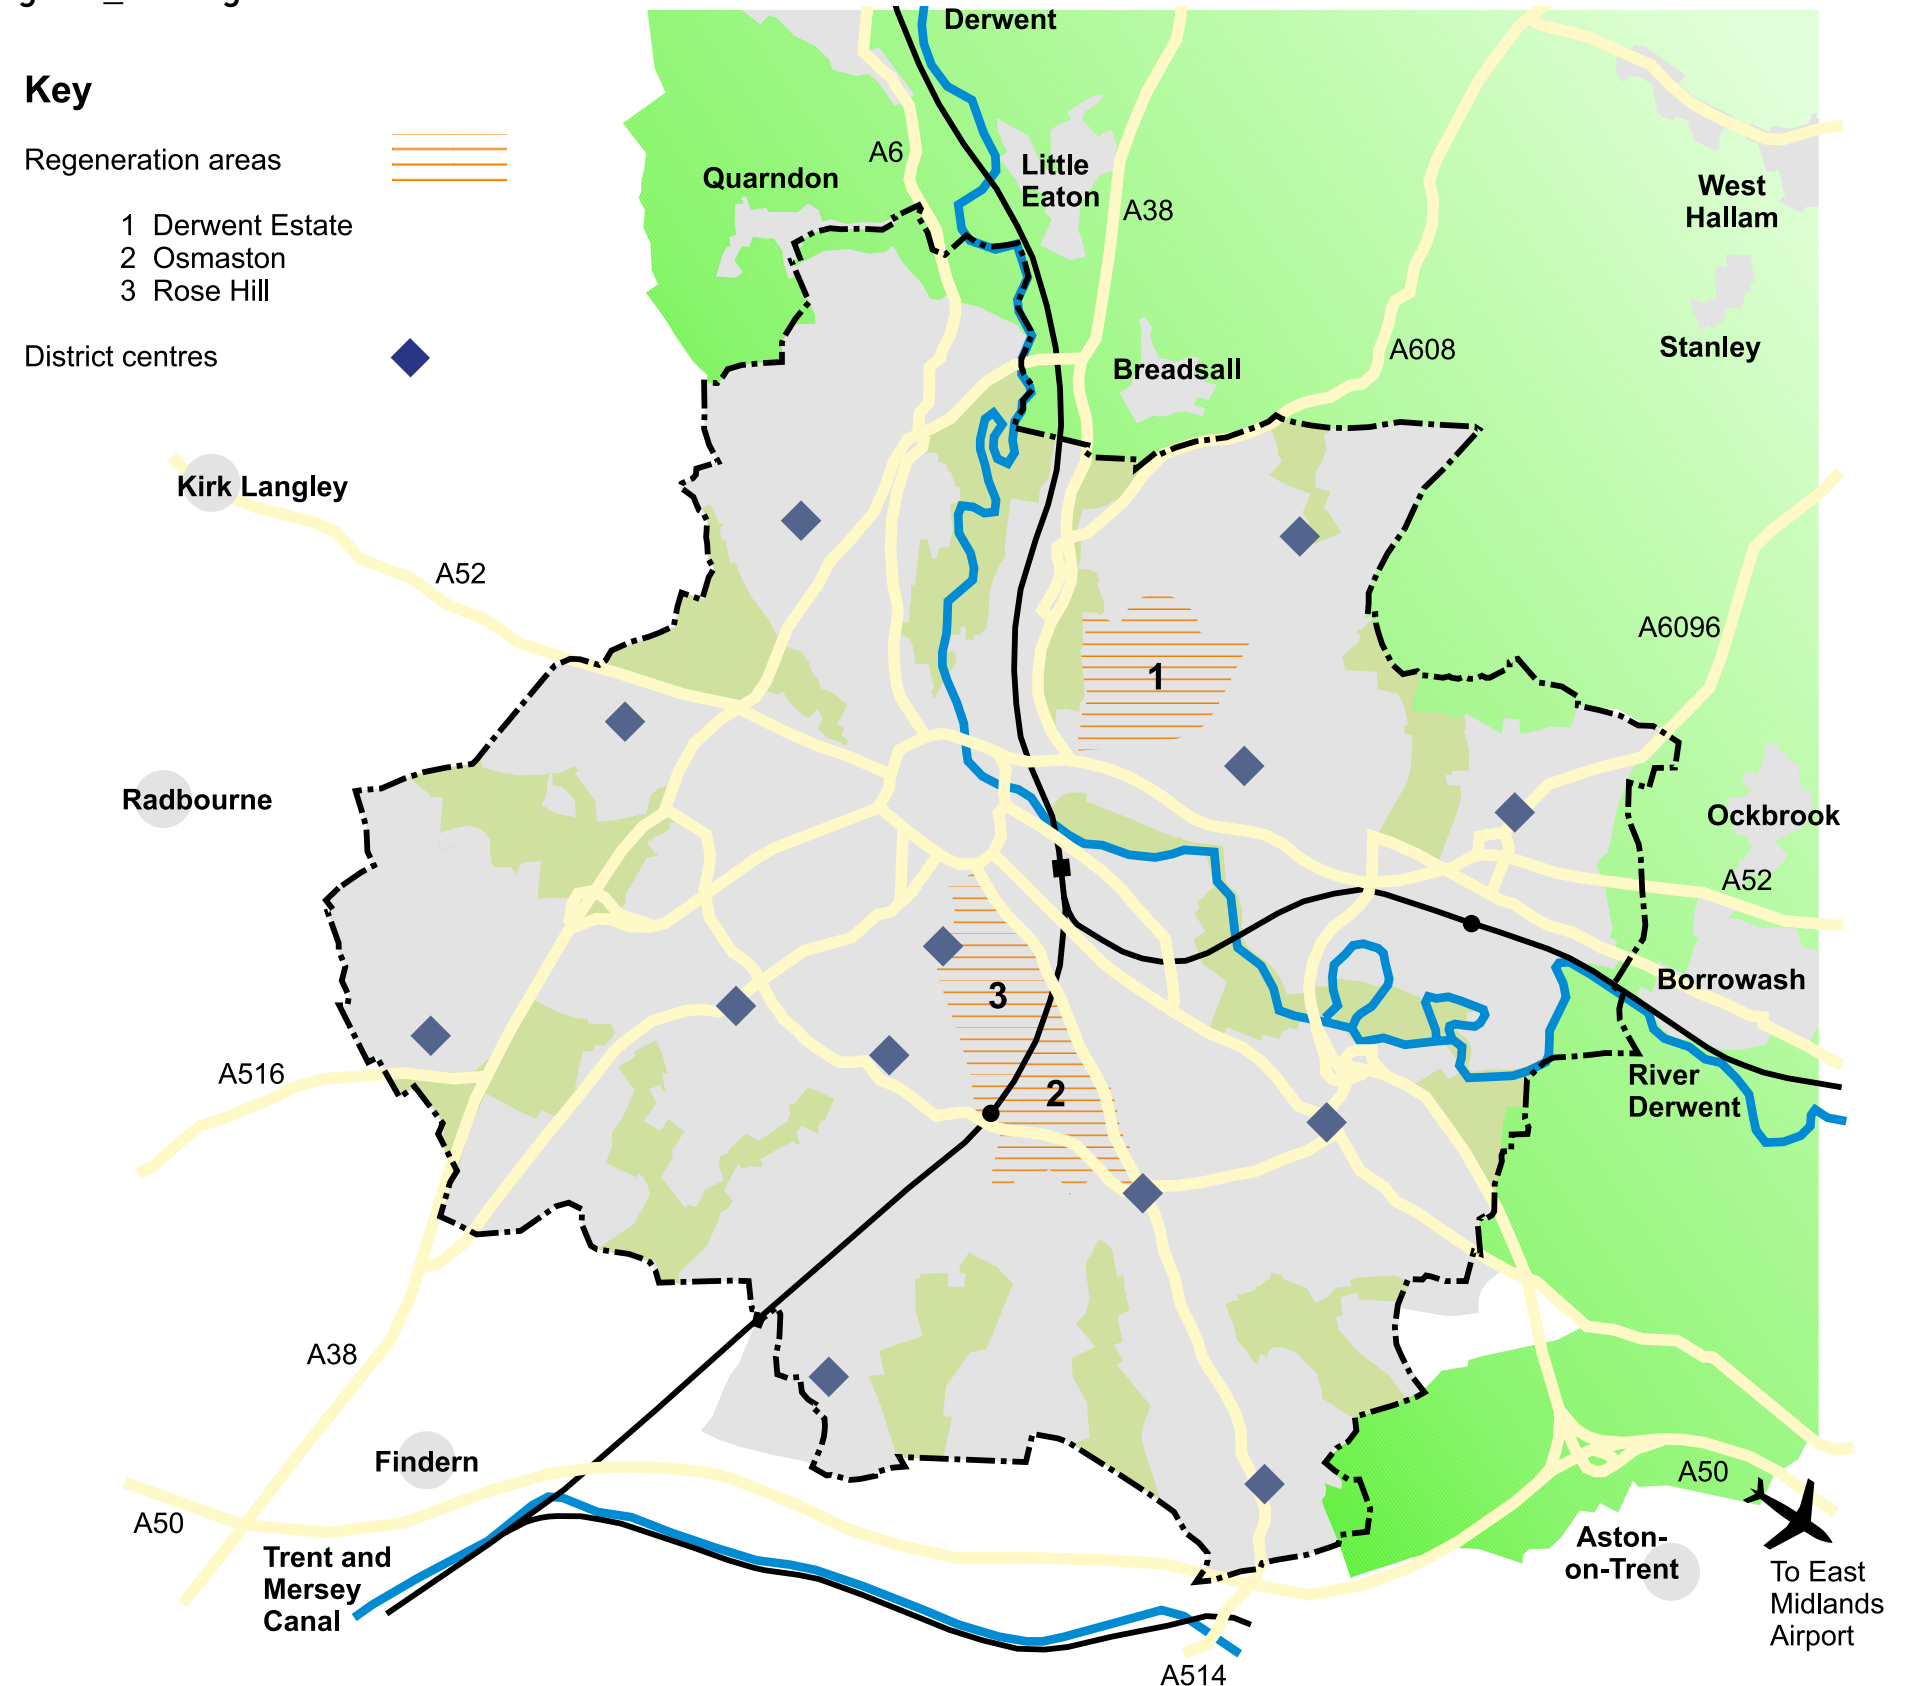 Key
Regeneration areas
1 Derwent Estate
2 Osmaston
3 Rose Hill
District centres
Derwent
A6
Quarndon
Little
Eaton
A38
West
Hallam
Stanley
A608
Breadsall
Kirk Langley
A52
A6096
1
Radbourne
Ockbrook
A52
Borrowash
3
A516
2
River
Derwent
A38
Findern
A50
A50
Trent and
Mersey
Canal
Aston-
on-Trent
To East
Midlands
Airport
A514